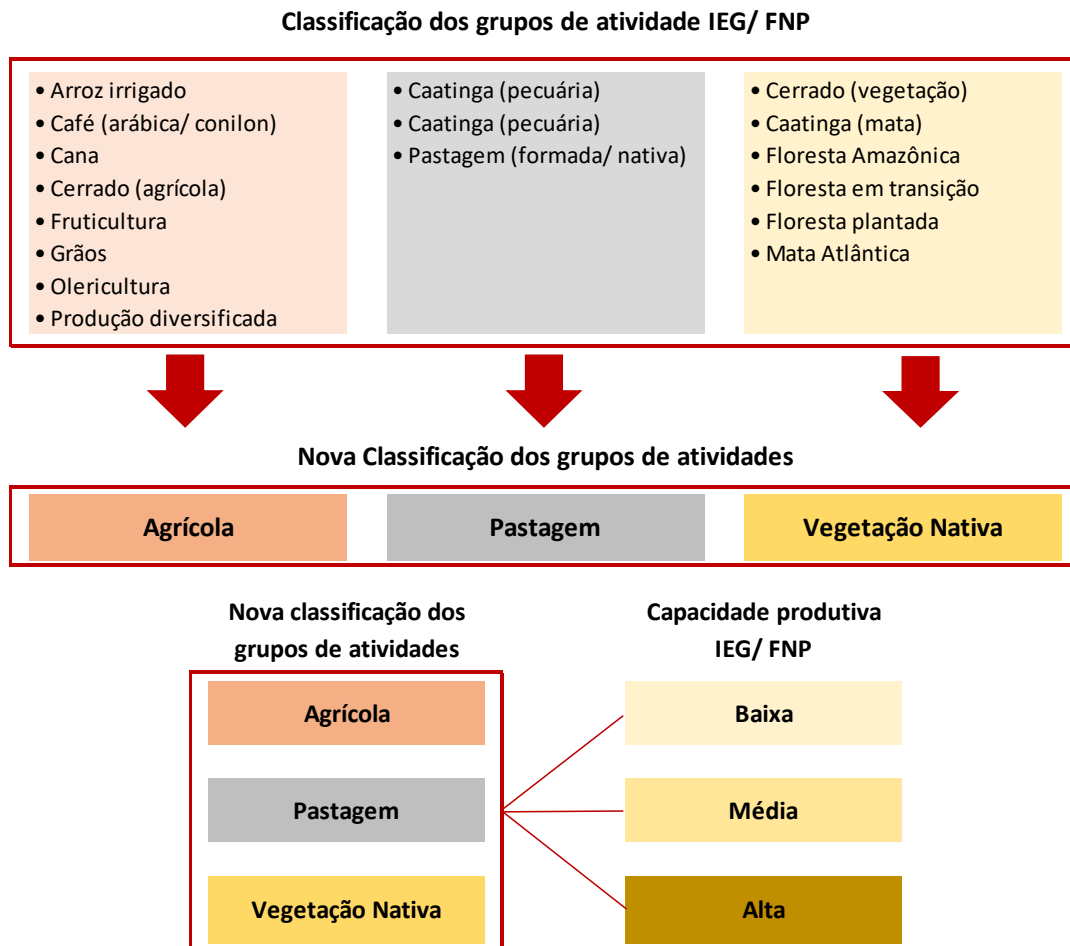 Classificação dos grupos de atividade IEG/ FNP
• Arroz irrigado
• Café (arábica/ conilon)
• Cana
• Cerrado (agrícola)
• Fruticultura
• Grãos
• Olericultura
• Produção diversificada
• Caatinga (pecuária)
• Caatinga (pecuária)
• Pastagem (formada/ nativa)
• Cerrado (vegetação)
• Caatinga (mata)
• Floresta Amazônica
• Floresta em transição
• Floresta plantada
• Mata Atlântica
Nova Classificação dos grupos de atividades
Agrícola
Pastagem
Vegetação Nativa
Nova classificação dos
grupos de atividades
Agrícola
Pastagem
Vegetação Nativa
Capacidade produtiva
IEG/ FNP
Baixa
Média
Alta